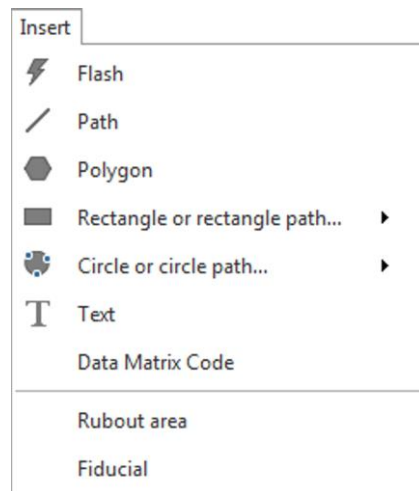 Insert
Flash
Path
Polygon
Rectangle or rectangle path...
Circle or circle path...
Text
Data Matrix Code
Rubout area
Fiducial